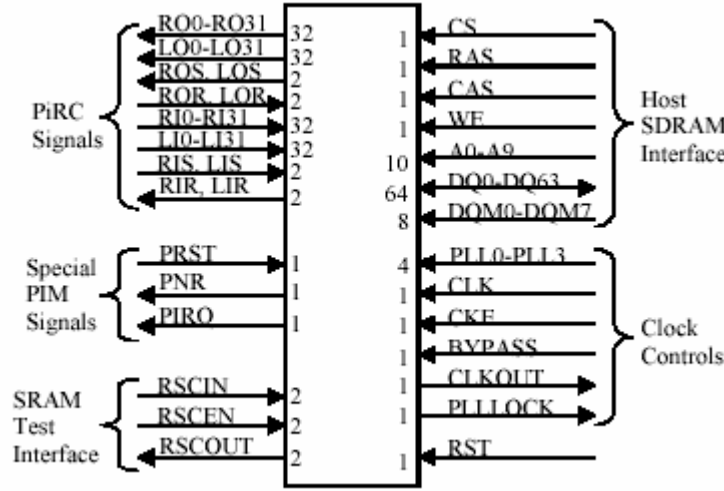 RO0-RO31
LO0-LO31
ROS. LOS
ROR. LOR
RI0-RI31
LI0-LI31
RIS. LIS
RIR, LIR
32
32
2
2
32
32
2
2
PiRC
Signals
PRST
PNR
PIRQ
1
1
1
Special
PIM
Signals
RSCIN
RSCEN
RSCOUT
2
2
2
SRAM
Test
Interface
1
1
1
1
10
64
8
CS
RAS
CAS
WE
A0-A9
DQ0-DQ63
DQM0-DQM7
Host
SDRAM
Interface
4
1
1
1
1
1
PLL0-PLL3
CLK
CKE
BYPASS
CLKOUT
PLLLOCK
Clock
Controls
1
RST